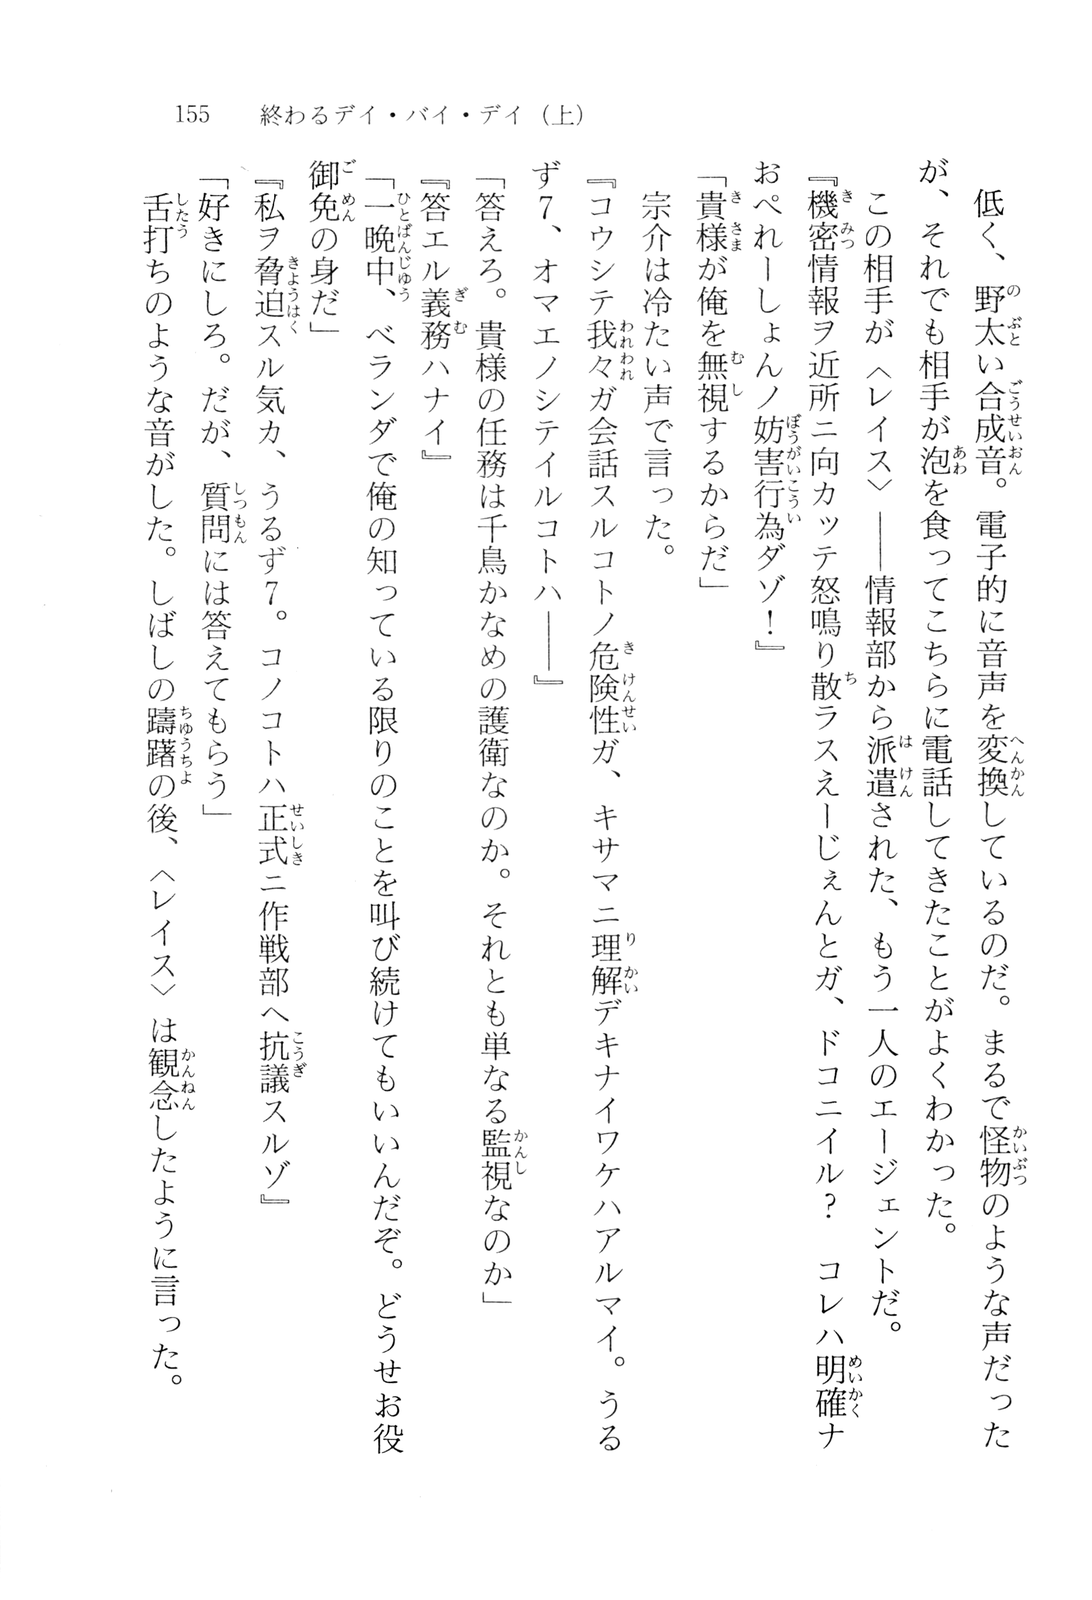 155　終わるデイ・バイ・デイ（上）
　低く、野太い合成音。電子的に音声を変換しているのだ。まるで怪物のような声だった
が、それでも相手が泡を食ってこちらに電話してきたことがよくわかった。
　この相手が〈レイス〉――情報部から派遣された、もう一人のエージェントだ。
『機密情報ヲ近所ニ向カッテ怒鳴り散ラスえーじぇんとガ、ドコニイル？　コレハ明確ナ
おぺれーしょんノ妨害行為ダゾ！』
「貴様が俺を無視するからだ」
　宗介は冷たい声で言った。
『コウシテ我々ガ会話スルコトノ危険性ガ、キサマニ理解デキナイワケハアルマイ。うる
ず7、オマエノシテイルコトハ――』
「答えろ。貴様の任務は千鳥かなめの護衛なのか。それとも単なる監視なのか」
『答エル義務ハナイ』
「一晩中、ベランダで俺の知っている限りのことを叫び続けてもいいんだぞ。どうせお役
御免の身だ」
『私ヲ脅迫スル気カ、うるず7。コノコトハ正式ニ作戦部へ抗議スルゾ』
「好きにしろ。だが、質問には答えてもらう」
　舌打ちのような音がした。しばしの躊躇の後、〈レイス〉は観念したように言った。